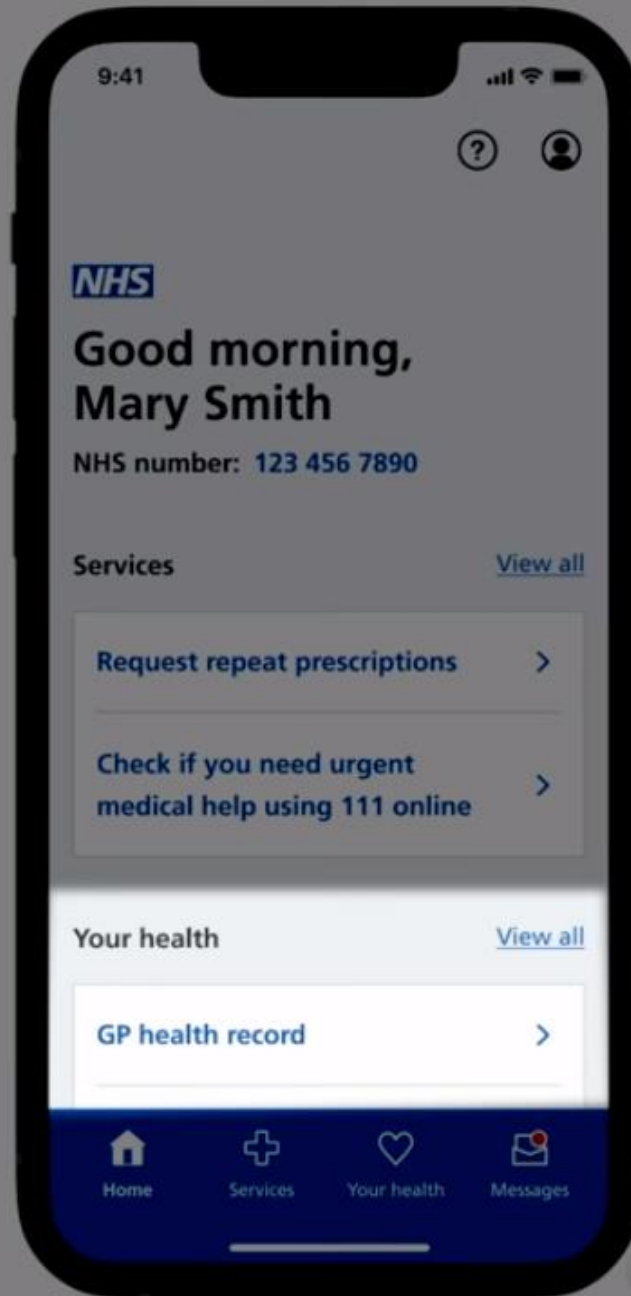 9:41
NHS
Good morning,
Mary Smith
NHS number: 123 456 7890
Services View all
Request repeat prescriptions
Check if you need urgent
medical help using 111 online
Your health View all
GP health record
Home Services Your health Messages